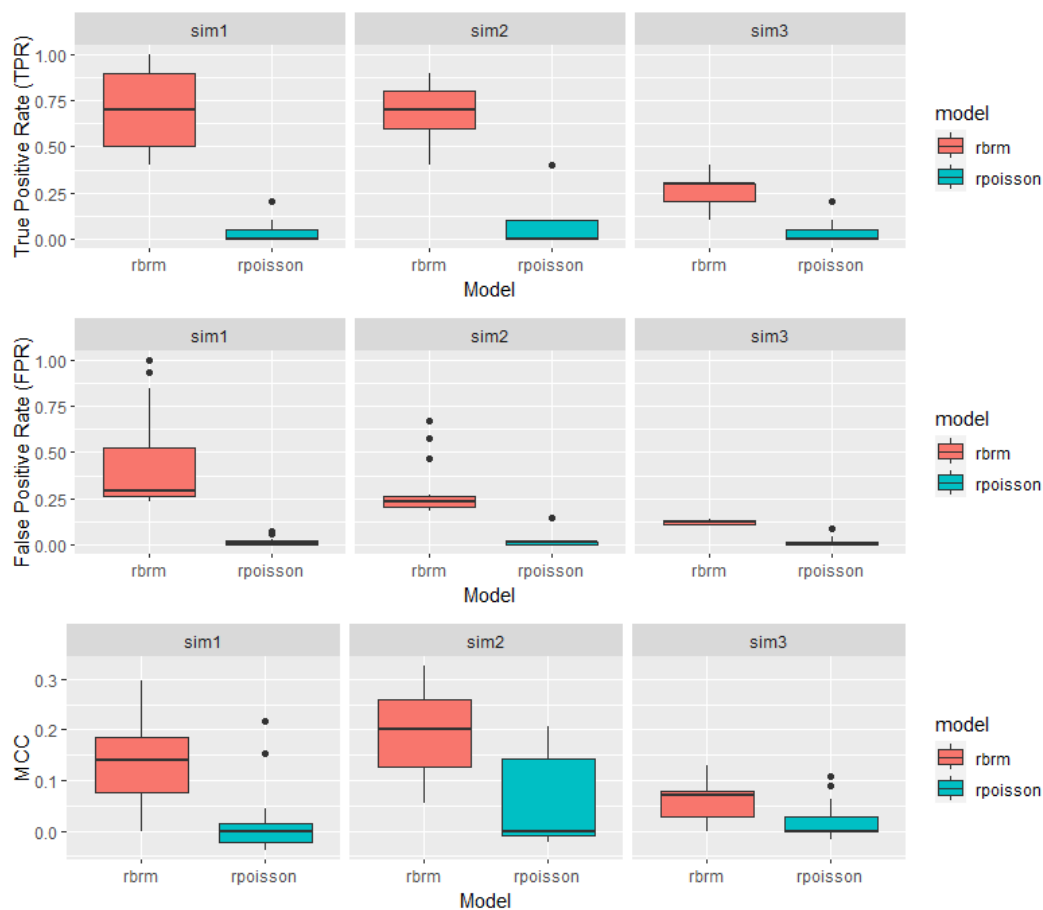 sim1 sim2 sim3
True Positive Rate (TPR)
1.00
0.75
0.50
0.25
0.00
rbrm rpoisson rbrm rpoisson rbrm rpoisson
Model
model
rbrm
rpoisson
sim1 sim2 sim3
False Positive Rate (FPR)
1.00
0.75
0.50
0.25
0.00
rbrm rpoisson rbrm rpoisson rbrm rpoisson
Model
model
rbrm
rpoisson
sim1 sim2 sim3
MCC
0.3
0.2
0.1
0.0
rbrm rpoisson rbrm rpoisson rbrm rpoisson
Model
model
rbrm
rpoisson